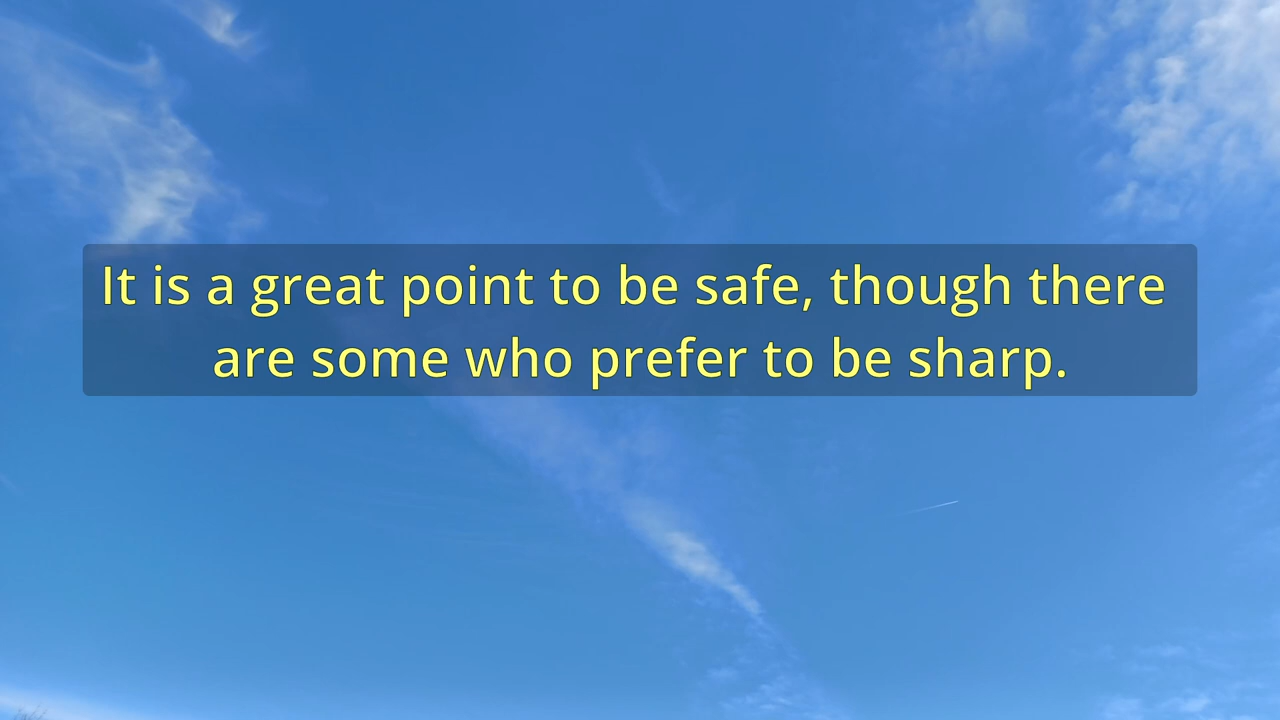 It is a great point to be safe, though there
are some who prefer to be sharp.